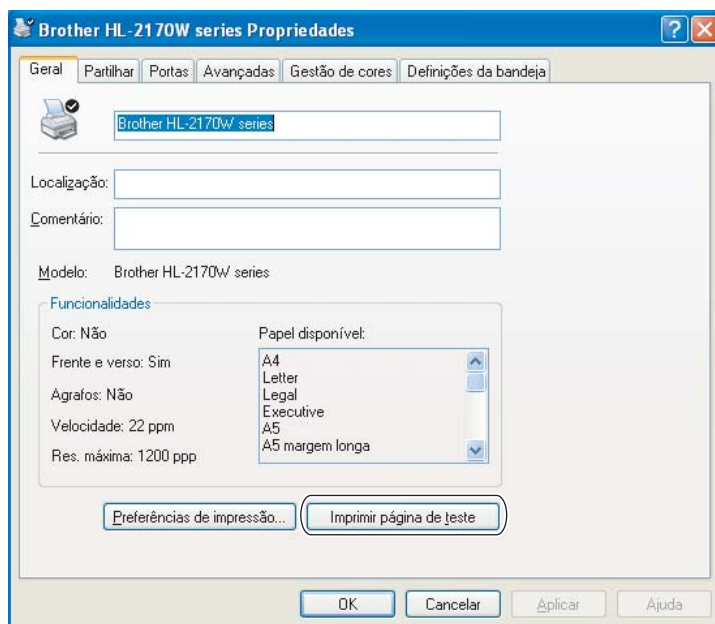 Brother HL-2170W series Propriedades
Geral Partilhar Portas Avançadas Gestão de cores Definições da bandeja
Brother HL-2170W series
Localização:
Comentário:
Modelo: Brother HL-2170W series
Funcionalidades
Cor: Não
Frente e verso: Sim
Agrafos: Não
Velocidade: 22 ppm
Res. máxima: 1200 ppp
Papel disponível:
A4
Letter
Legal
Executive
A5
A5 margem longa
Preferências de impressão... Imprimir página de teste
OK Cancelar Aplicar Ajuda